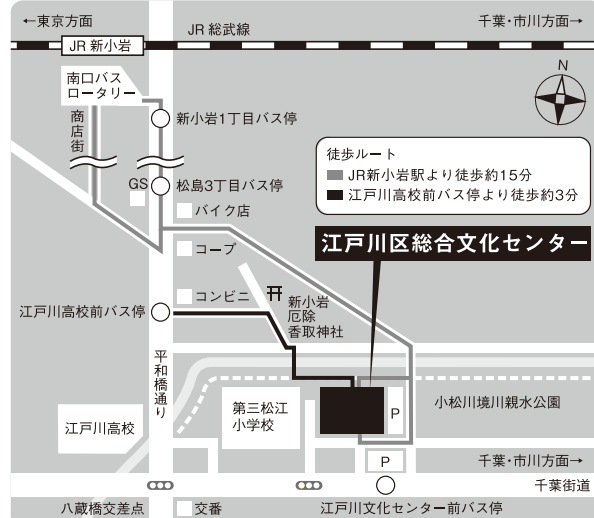 ←東京方面
JR 総武線
千葉・市川方面→
JR 新小岩
南口バス
ロータリー
N
商店街
新小岩1丁目バス停
徒歩ルート
JR新小岩駅より徒歩約15分
江戸川高校前バス停より徒歩約3分
GS
松島3丁目バス停
バイク店
江戸川区総合文化センター
コープ
コンビニ
新小岩
厄除
香取神社
江戸川高校前バス停
平和橋通り
第三松江
小学校
P
小松川境川親水公園
江戸川高校
P
千葉・市川方面→
千葉街道
八蔵橋交差点
交番
江戸川文化センター前バス停